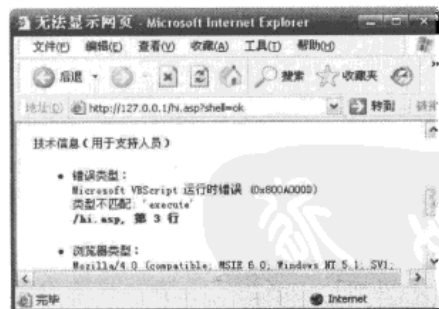 无法显示网页 - Microsoft Internet Explorer
文件(F) 编辑(E) 查看(V) 收藏(A) 工具(T) 帮助(H)
后退 搜索 收藏夹
地址(D) http://127.0.0.1/hi.asp?shell=ok 转到
技术信息(用于支持人员)
• 错误类型:
Microsoft VBScript 运行时错误 (0x800A000D)
类型不匹配: 'execute'
/hi.asp, 第 3 行
• 浏览器类型:
Mozilla/4.0 (compatible; MSIE 6.0; Windows NT 5.1; SV1;
完毕 Internet